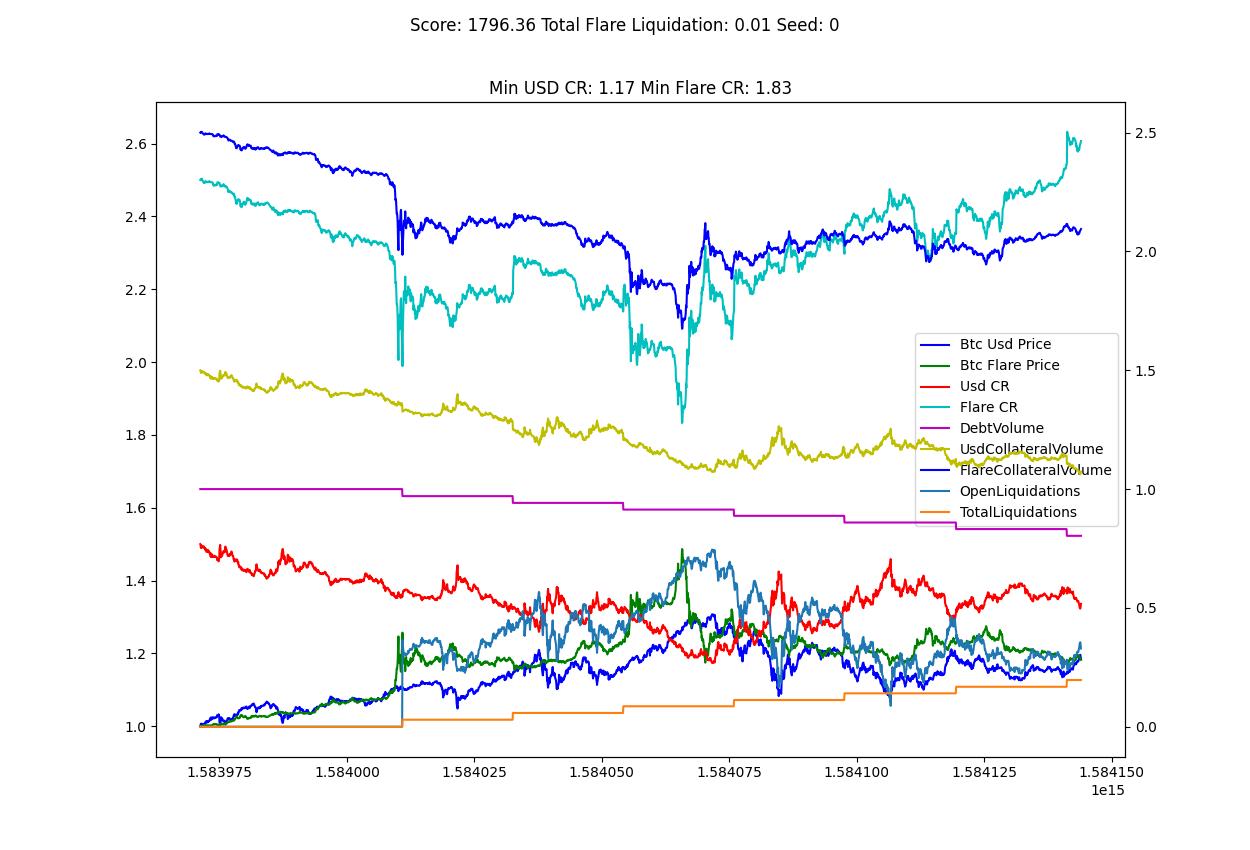 Score: 1796.36 Total Flare Liquidation: 0.01 Seed: 0
Min USD CR: 1.17 Min Flare CR: 1.83
2.6
2.4
2.2
2.0
1.8
1.6
1.4
1.2
1.0
2.5
2.0
1.5
1.0
0.5
0.0
Btc Usd Price
Btc Flare Price
Usd CR
Flare CR
DebtVolume
UsdCollateralVolume
FlareCollateralVolume
OpenLiquidations
TotalLiquidations
1.583975 1.584000 1.584025 1.584050 1.584075 1.584100 1.584125 1.584150
1e15